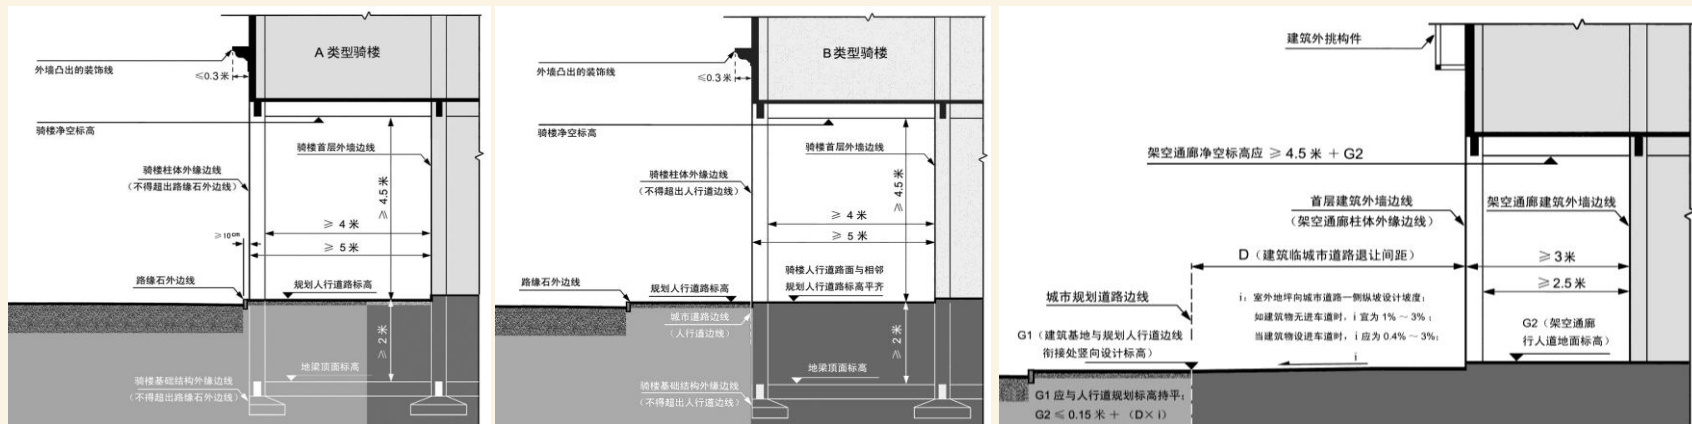 A 类型骑楼
外墙凸出的装饰线
≤0.3 米
骑楼净空标高
骑楼首层外墙边线
骑楼柱体外缘边线
（不得超出路缘石外边线）
≥ 4.5 米
≥ 4 米
≥10cm
≥ 5 米
路缘石外边线
规划人行道路标高
≥ 2 米
地梁顶面标高
骑楼基础结构外缘边线
（不得超出路缘石外边线）
B 类型骑楼
外墙凸出的装饰线
≤0.3 米
骑楼净空标高
骑楼首层外墙边线
骑楼柱体外缘边线
（不得超出人行道边线）
≥ 4.5 米
≥ 4 米
≥ 5 米
路缘石外边线
规划人行道路标高
骑楼人行道路面与相邻
规划人行道路标高平齐
城市道路边线
（人行道边线）
≥ 2 米
地梁顶面标高
骑楼基础结构外缘边线
（不得超出人行道边线）
建筑外挑构件
架空通廊净空标高应 ≥ 4.5 米 + G2
首层建筑外墙边线
（架空通廊柱体外缘边线）
架空通廊建筑外墙边线
D（建筑临城市道路退让间距）
≥ 3 米
≥ 2.5 米
城市规划道路边线
i：室外地坪向城市道路一侧纵坡设计坡度；
如建筑物无进车道时，i 宜为 1% ～ 3%；
当建筑物设进车道时，i 应为 0.4% ～ 3%；
G1（建筑基地与规划人行道边线
衔接处竖向设计标高）
G2（架空通廊
行人道地面标高）
i
G1 应与人行道规划标高持平；
G2 ≤ 0.15 米 + （D× i）